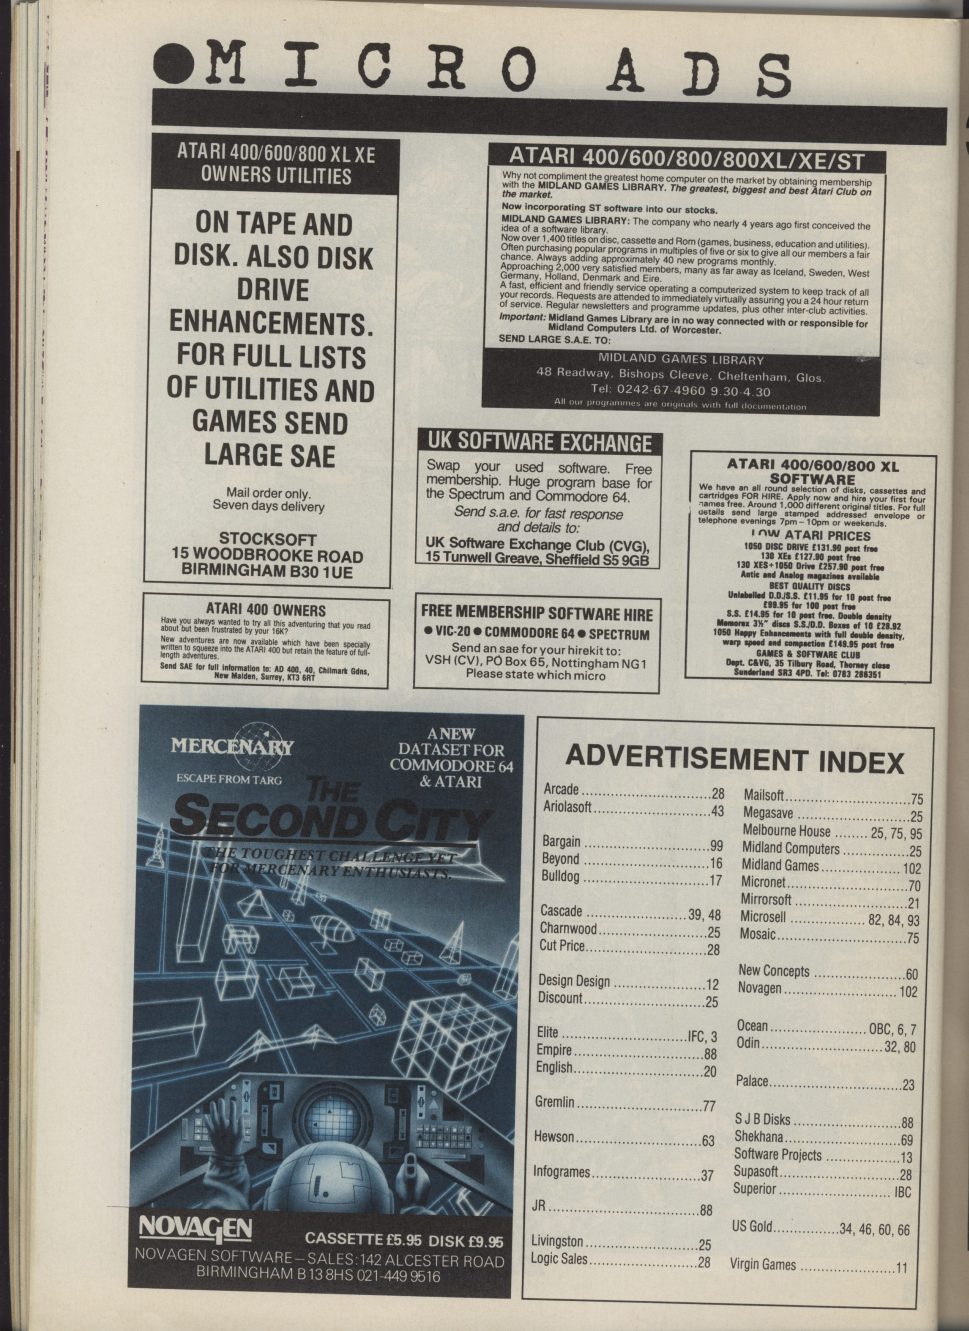 ●MICRO ADS
ATARI 400/600/800 XL XE
OWNERS UTILITIES
ON TAPE AND
DISK. ALSO DISK
DRIVE
ENHANCEMENTS.
FOR FULL LISTS
OF UTILITIES AND
GAMES SEND
LARGE SAE
Mail order only.
Seven days delivery
STOCKSOFT
15 WOODBROOKE ROAD
BIRMINGHAM B30 1UE
ATARI 400/600/800/800XL/XE/ST
Why not compliment the greatest home computer on the market by obtaining membership
with the MIDLAND GAMES LIBRARY. The greatest, biggest and best Atari Club on
the market.
Now incorporating ST software into our stocks.
MIDLAND GAMES LIBRARY: The company who nearly 4 years ago first conceived the
idea of a software library.
Now over 1,400 titles on disc, cassette and Rom (games, business, education and utilities).
Often purchasing popular programs in multiples of five or six to give all our members a fair
chance. Always adding approximately 40 new programs monthly.
Approaching 2,000 very satisfied members, many as far away as Iceland, Sweden, West
Germany, Holland, Denmark and Eire.
A fast, efficient and friendly service operating a computerized system to keep track of all
your records. Requests are attended to immediately virtually assuring you a 24 hour return
of service. Regular newsletters and programme updates, plus other inter-club activities.
Important: Midland Games Library are in no way connected with or responsible for
Midland Computers Ltd. of Worcester.
SEND LARGE S.A.E. TO:
MIDLAND GAMES LIBRARY
48 Readway, Bishops Cleeve, Cheltenham, Glos.
Tel: 0242-67-4960 9.30-4.30
All our programmes are originals with full documentation
UK SOFTWARE EXCHANGE
Swap your used software. Free
membership. Huge program base for
the Spectrum and Commodore 64.
Send s.a.e. for fast response
and details to:
UK Software Exchange Club (CVG),
15 Tunwell Greave, Sheffield S5 9GB
ATARI 400/600/800 XL
SOFTWARE
We have an all round selection of disks, cassettes and
cartridges FOR HIRE. Apply now and hire your first four
names free. Around 1,000 different original titles. For full
details send large stamped addressed envelope or
telephone evenings 7pm – 10pm or weekends.
LOW ATARI PRICES
1050 DISC DRIVE £131.90 post free
130 XEs £127.90 post free
130 XES+1050 Drive £257.90 post free
Antic and Analog magazines available
BEST QUALITY DISCS
Unlabelled D.D/S.S. £11.95 for 10 post free
£99.95 for 100 post free
S.S. £14.95 for 10 post free. Double density
Memorex 3½" discs S.S./D.D. Boxes of 10 £28.92
1050 Happy Enhancements with full double density,
warp speed and compaction £149.95 post free
GAMES & SOFTWARE CLUB
Dept. C&VG, 35 Tilbury Road, Thorney close
Sunderland SR3 4PD. Tel: 0783 286351
ATARI 400 OWNERS
Have you always wanted to try all this adventuring that you read
about but been frustrated by your 16K?
New adventures are now available which have been specially
written to squeeze into the ATARI 400 but retain the feature of full-
length adventures.
Send SAE for full information to: AD 400, 40, Chilmark Gdns,
New Malden, Surrey, KT3 6RT
FREE MEMBERSHIP SOFTWARE HIRE
● VIC-20 ● COMMODORE 64 ● SPECTRUM
Send an sae for your hirekit to:
VSH (CV), PO Box 65, Nottingham NG1
Please state which micro
MERCENARY
ESCAPE FROM TARG
A NEW
DATASET FOR
COMMODORE 64
& ATARI
THE
SECOND CITY
THE TOUGHEST CHALLENGE YET
FOR MERCENARY ENTHUSIASTS.
NOVAGEN
CASSETTE £5.95 DISK £9.95
NOVAGEN SOFTWARE – SALES: 142 ALCESTER ROAD
BIRMINGHAM B13 8HS 021-449 9516
ADVERTISEMENT INDEX
Arcade 28
Ariolasoft 43
Bargain 99
Beyond 16
Bulldog 17
Cascade 39, 48
Charnwood 25
Cut Price 28
Design Design 12
Discount 25
Elite IFC, 3
Empire 88
English 20
Gremlin 77
Hewson 63
Infogrames 37
JR 88
Livingston 25
Logic Sales 28
Mailsoft 75
Megasave 25
Melbourne House 25, 75, 95
Midland Computers 25
Midland Games 102
Micronet 70
Mirrorsoft 21
Microsell 82, 84, 93
Mosaic 75
New Concepts 60
Novagen 102
Ocean OBC, 6, 7
Odin 32, 80
Palace 23
S J B Disks 88
Shekhana 69
Software Projects 13
Supasoft 28
Superior IBC
US Gold 34, 46, 60, 66
Virgin Games 11